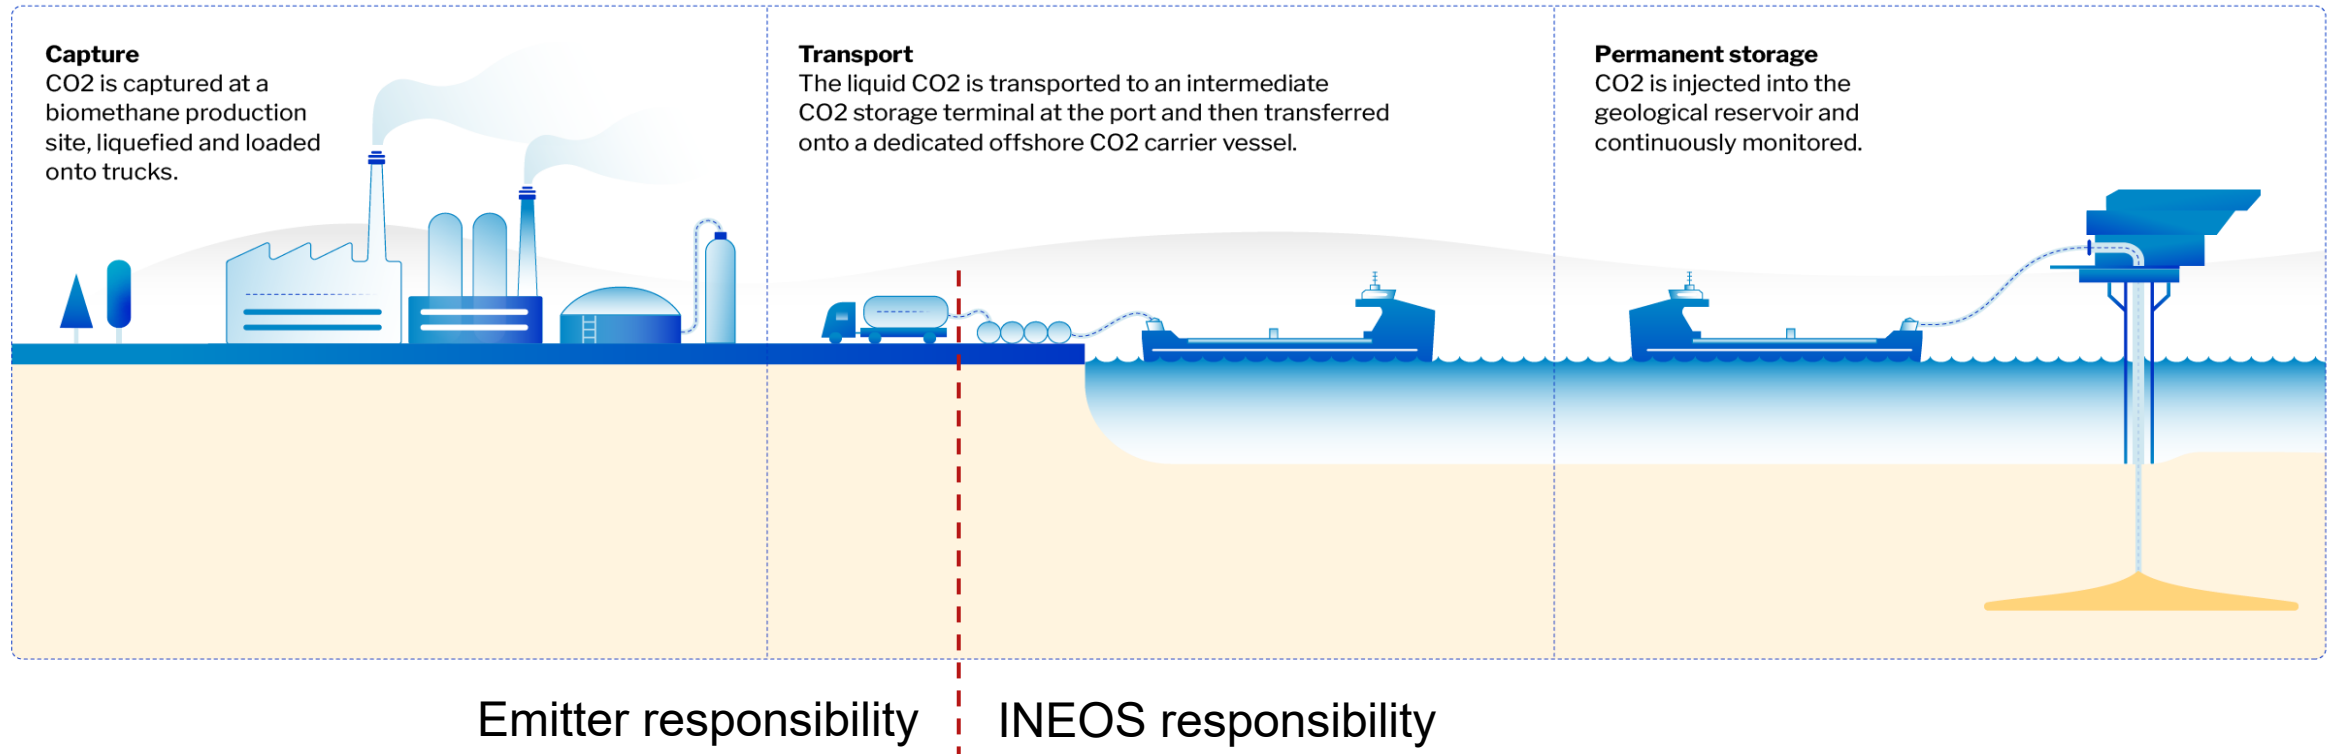 Capture
CO2 is captured at a
biomethane production
site, liquefied and loaded
onto trucks.
Transport
The liquid CO2 is transported to an intermediate
CO2 storage terminal at the port and then transferred
onto a dedicated offshore CO2 carrier vessel.
Permanent storage
CO2 is injected into the
geological reservoir and
continuously monitored.
Emitter responsibility
INEOS responsibility